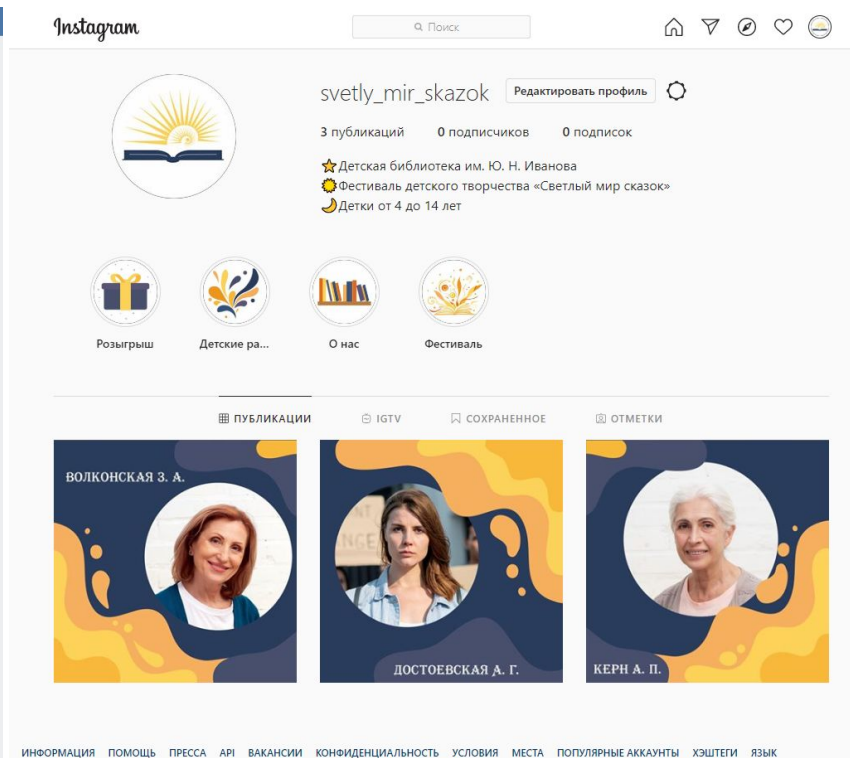 Instagram
Поиск
svetly_mir_skazok Редактировать профиль
3 публикаций 0 подписчиков 0 подписок
Детская библиотека им. Ю. Н. Иванова
Фестиваль детского творчества «Светлый мир сказок»
Детки от 4 до 14 лет
Розыгрыш Детские ра... О нас Фестиваль
ПУБЛИКАЦИИ IGTV СОХРАНЕННОЕ ОТМЕТКИ
ВОЛКОНСКАЯ З. А.
ДОСТОЕВСКАЯ А. Г.
КЕРН А. П.
ИНФОРМАЦИЯ ПОМОЩЬ ПРЕССА API ВАКАНСИИ КОНФИДЕНЦИАЛЬНОСТЬ УСЛОВИЯ МЕСТА ПОПУЛЯРНЫЕ АККАУНТЫ ХЭШТЕГИ ЯЗЫК